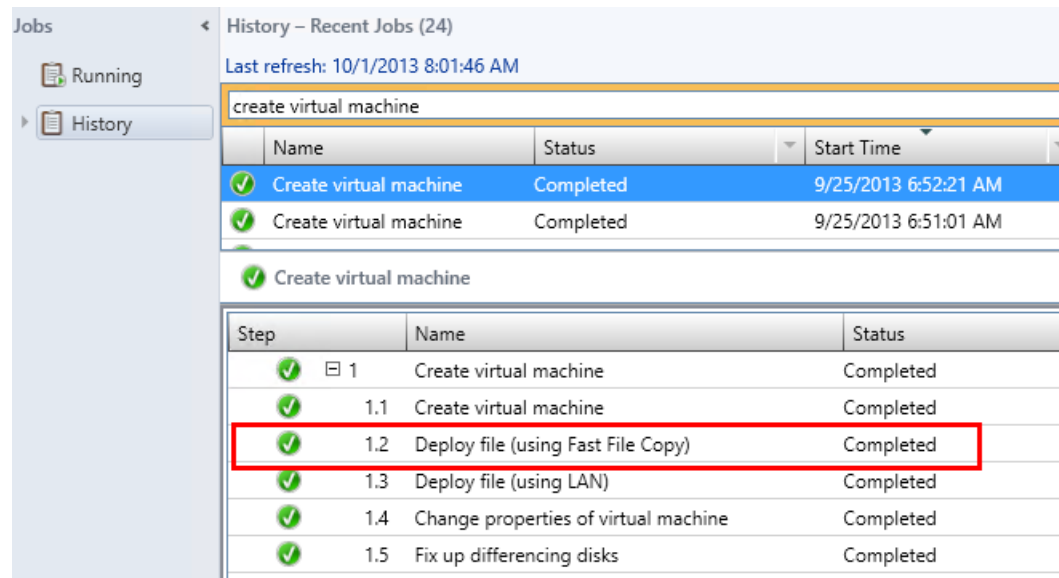 Jobs
History – Recent Jobs (24)
Running
History
Last refresh: 10/1/2013 8:01:46 AM
create virtual machine
Name Status Start Time
Create virtual machine Completed 9/25/2013 6:52:21 AM
Create virtual machine Completed 9/25/2013 6:51:01 AM
Create virtual machine
Step Name Status
1 Create virtual machine Completed
1.1 Create virtual machine Completed
1.2 Deploy file (using Fast File Copy) Completed
1.3 Deploy file (using LAN) Completed
1.4 Change properties of virtual machine Completed
1.5 Fix up differencing disks Completed